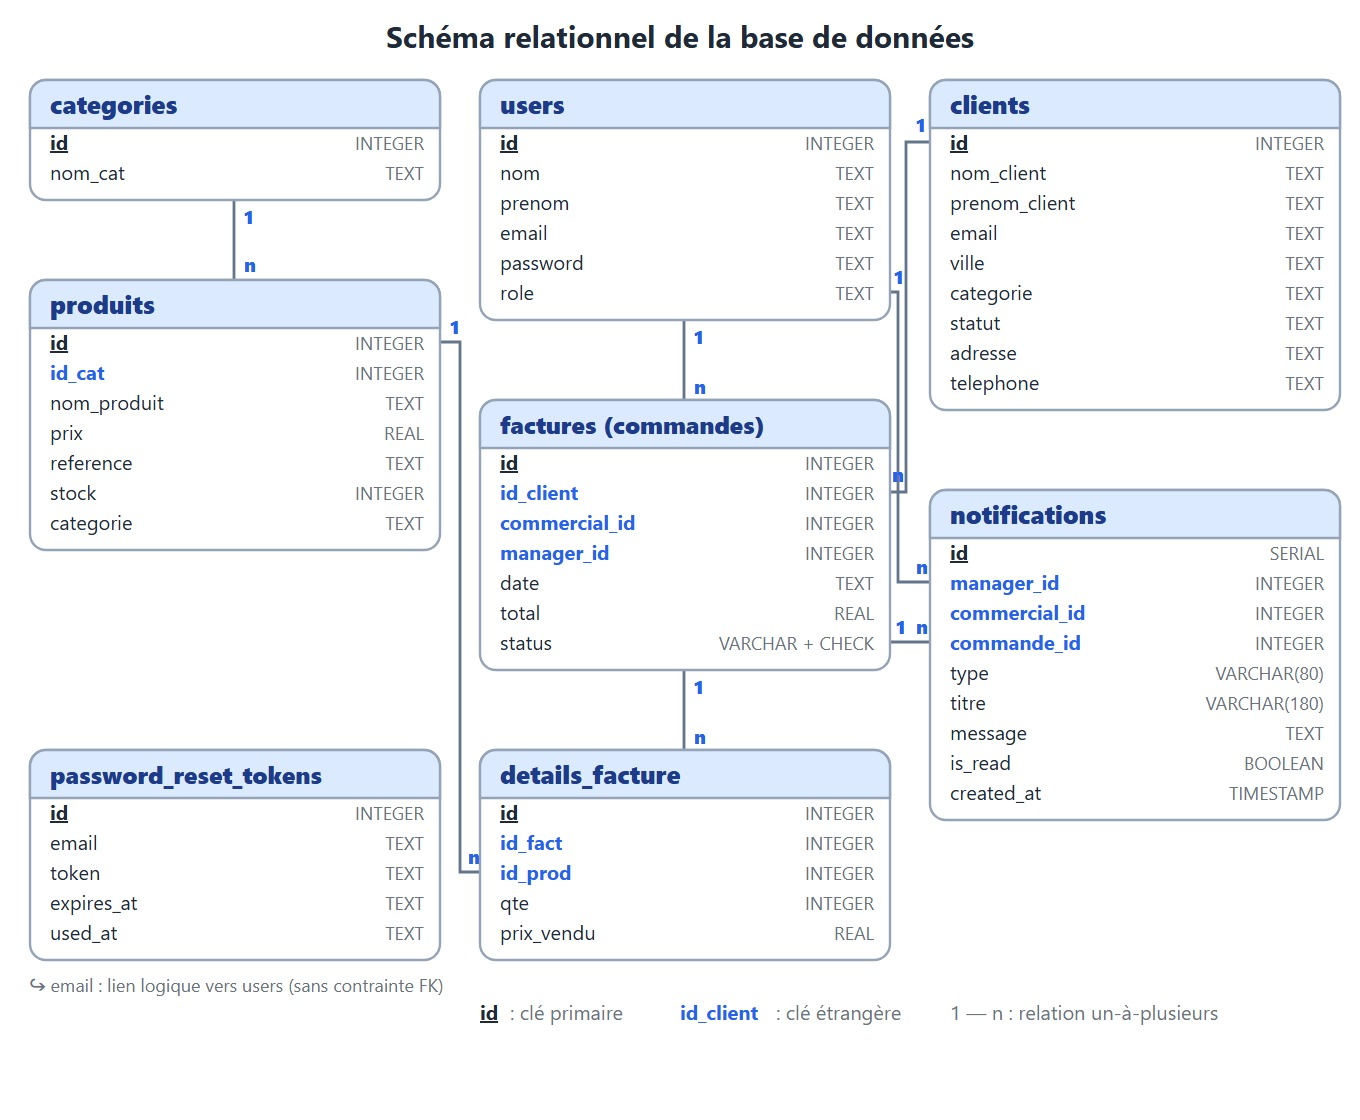 Schéma relationnel de la base de données
categories
id INTEGER
nom_cat TEXT
1
n
produits
id INTEGER
id_cat INTEGER
nom_produit TEXT
prix REAL
reference TEXT
stock INTEGER
categorie TEXT
1
n
users
id INTEGER
nom TEXT
prenom TEXT
email TEXT
password TEXT
role TEXT
1
n
1
n
factures (commandes)
id INTEGER
id_client INTEGER
commercial_id INTEGER
manager_id INTEGER
date TEXT
total REAL
status VARCHAR + CHECK
1
n
1 n
clients
id INTEGER
nom_client TEXT
prenom_client TEXT
email TEXT
ville TEXT
categorie TEXT
statut TEXT
adresse TEXT
telephone TEXT
1
n
notifications
id SERIAL
manager_id INTEGER
commercial_id INTEGER
commande_id INTEGER
type VARCHAR(80)
titre VARCHAR(180)
message TEXT
is_read BOOLEAN
created_at TIMESTAMP
password_reset_tokens
id INTEGER
email TEXT
token TEXT
expires_at TEXT
used_at TEXT
↪ email : lien logique vers users (sans contrainte FK)
details_facture
id INTEGER
id_fact INTEGER
id_prod INTEGER
qte INTEGER
prix_vendu REAL
id : clé primaire id_client : clé étrangère 1 — n : relation un-à-plusieurs